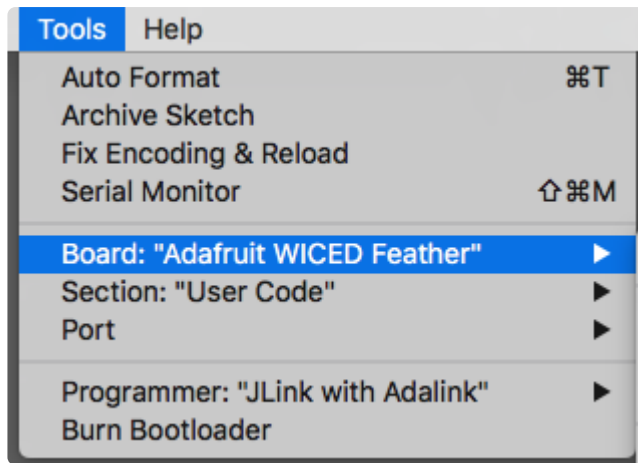 Tools Help
Auto Format ⌘T
Archive Sketch
Fix Encoding & Reload
Serial Monitor ⇧⌘M
Board: "Adafruit WICED Feather" ▶
Section: "User Code" ▶
Port ▶
Programmer: "JLink with Adalink" ▶
Burn Bootloader